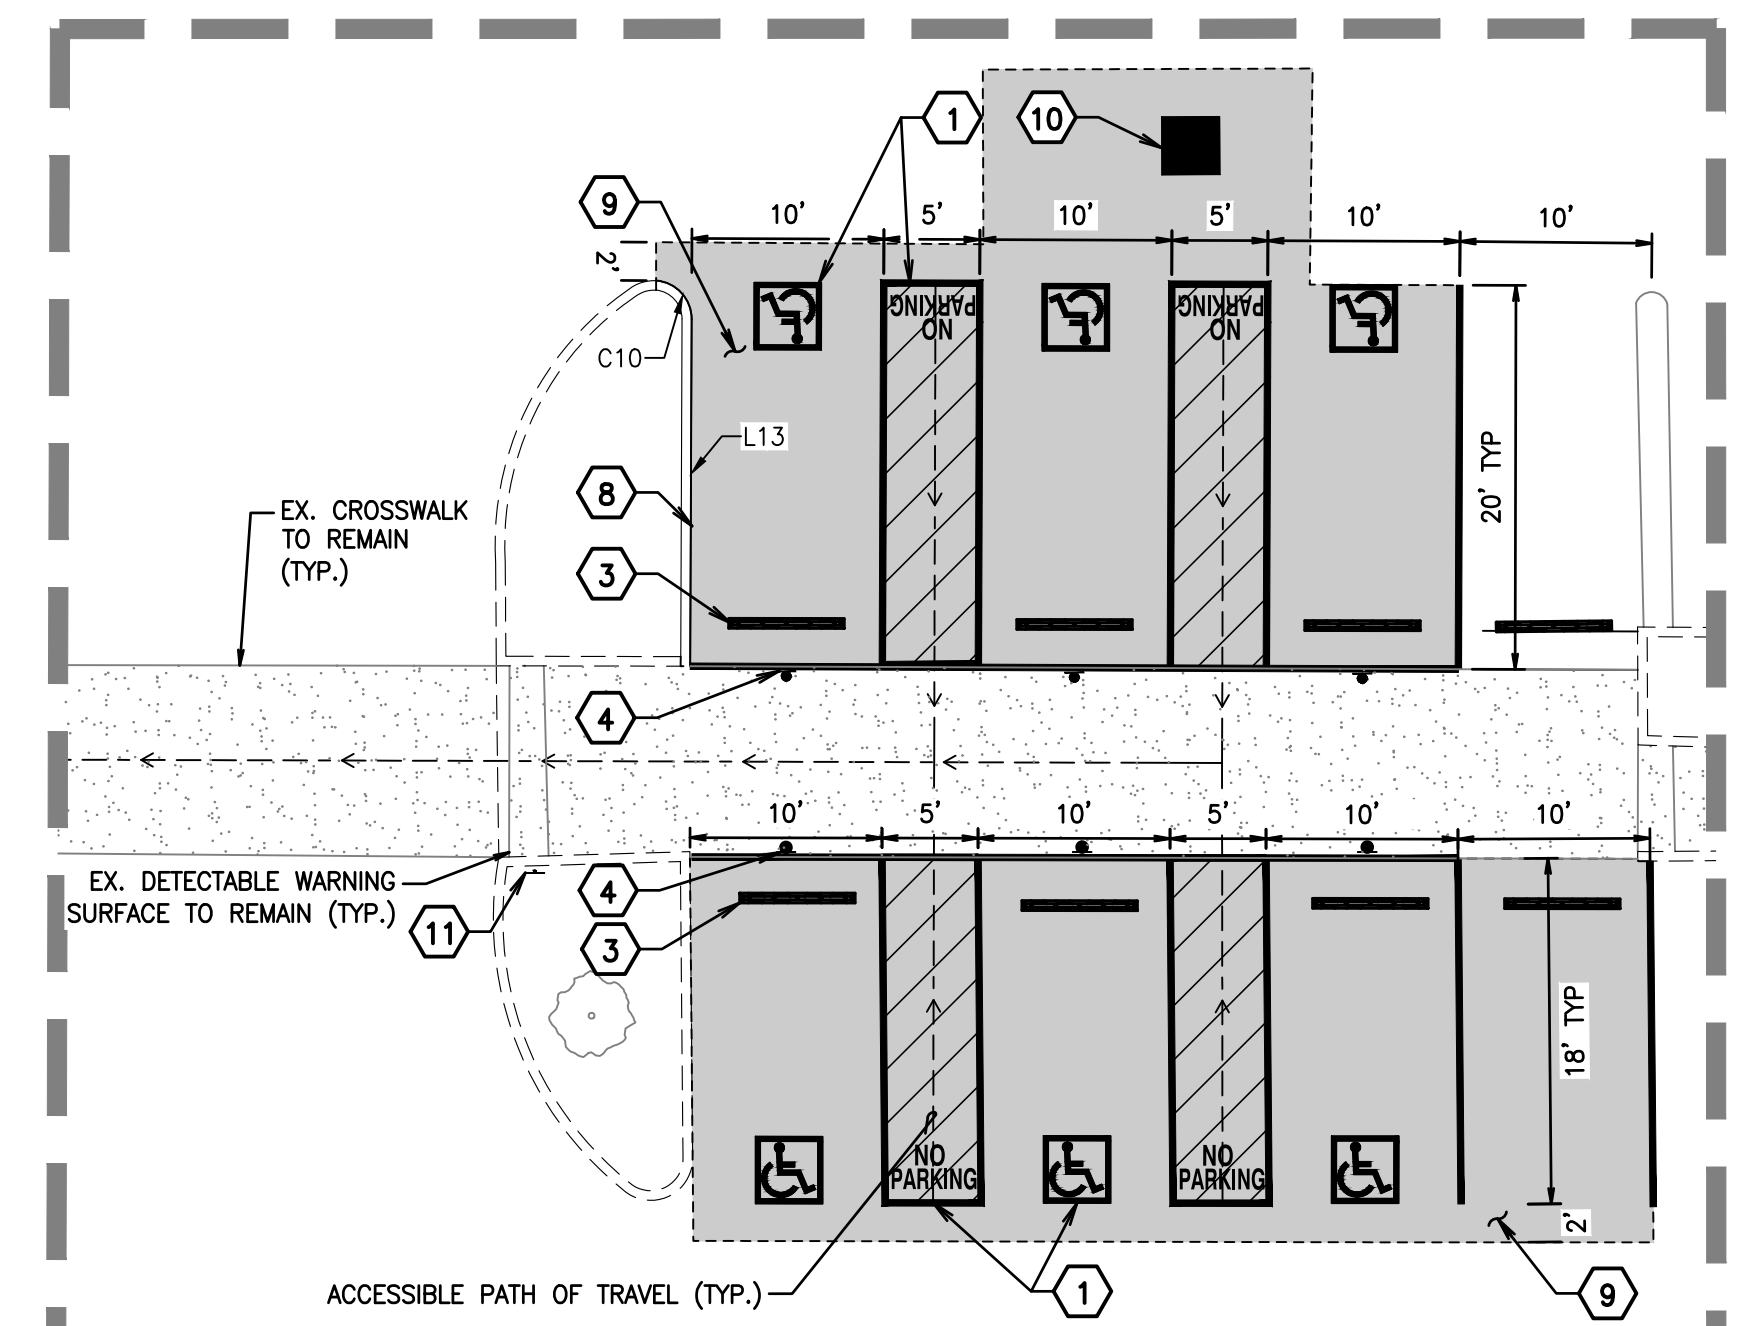 1
10
9
10'
5'
10'
5'
10'
10'
2'
NO
PARKING
NO
PARKING
C10
L13
20' TYP
8
EX. CROSSWALK
TO REMAIN
(TYP.)
3
4
10'
5'
10'
5'
10'
10'
EX. DETECTABLE WARNING
SURFACE TO REMAIN (TYP.)
4
11
3
18' TYP
NO
PARKING
NO
PARKING
2'
ACCESSIBLE PATH OF TRAVEL (TYP.)
1
9